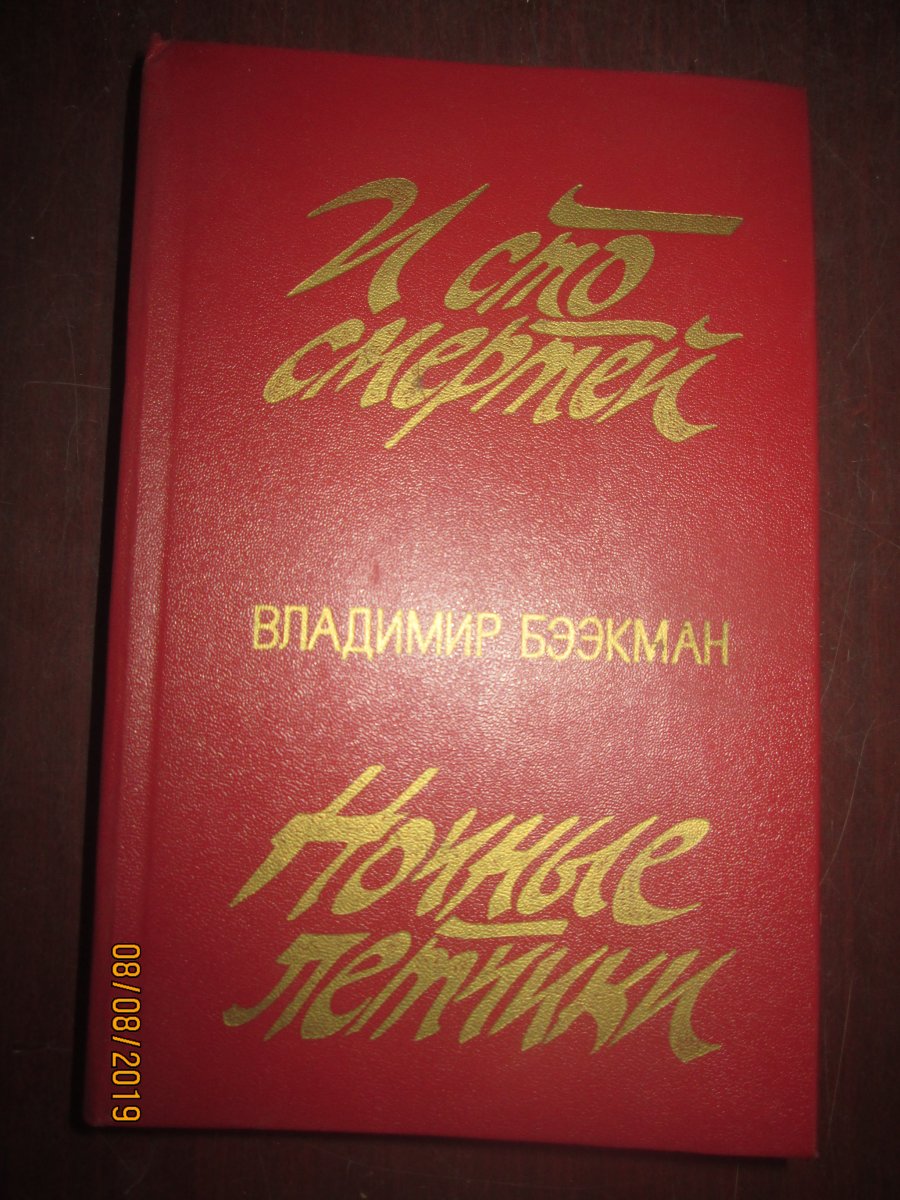 И сто
смертей
ВЛАДИМИР БЭЭКМАН
Ночные
летчики
08/08/2019